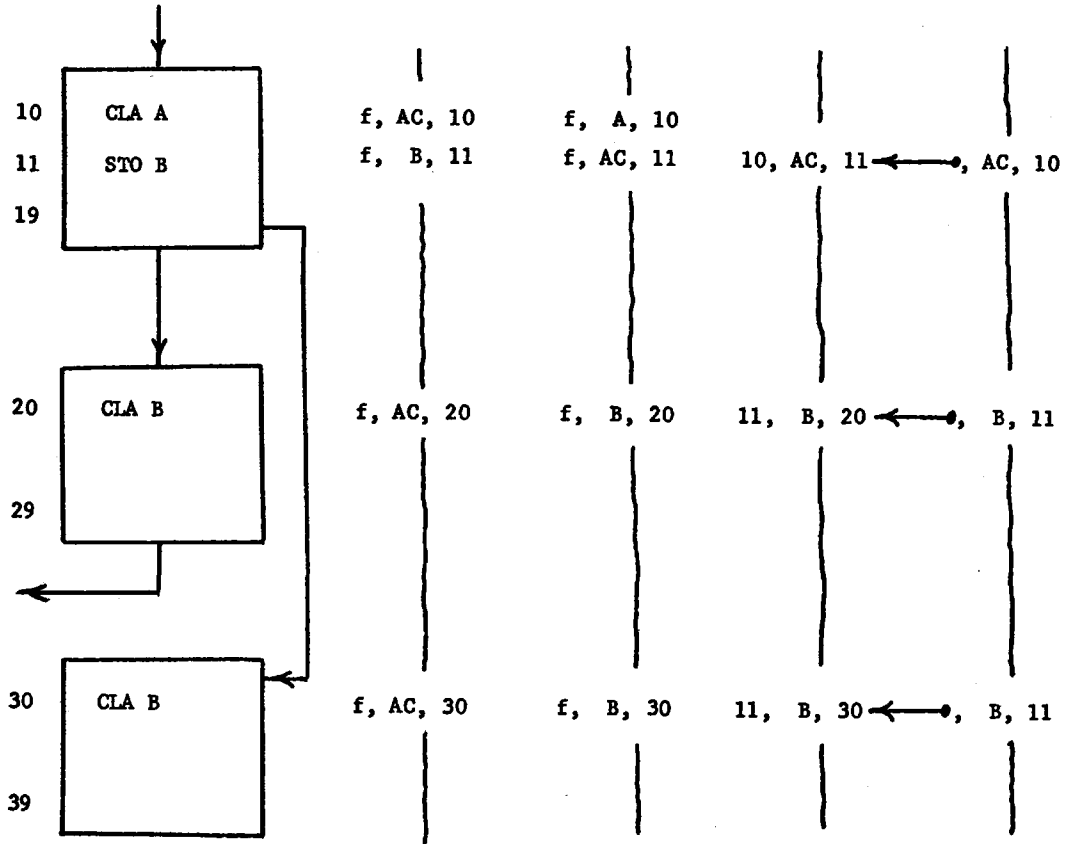 10 CLA A f, AC, 10 f, A, 10
11 STO B f, B, 11 f, AC, 11 10, AC, 11 , AC, 10
19
20 CLA B f, AC, 20 f, B, 20 11, B, 20 , B, 11
29
30 CLA B f, AC, 30 f, B, 30 11, B, 30 , B, 11
39